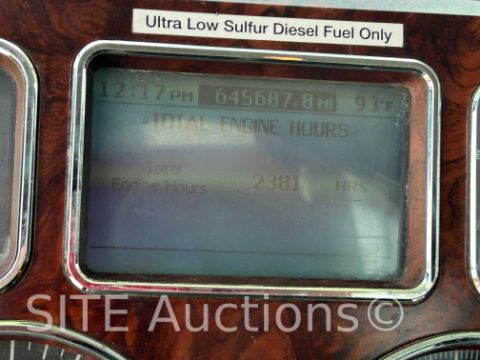 Ultra Low Sulfur Diesel Fuel Only
12:17 PM 645687.8 MI 93°F
-TOTAL ENGINE HOURS-
Total
Engine Hours 2381 HRS
SITE Auctions©